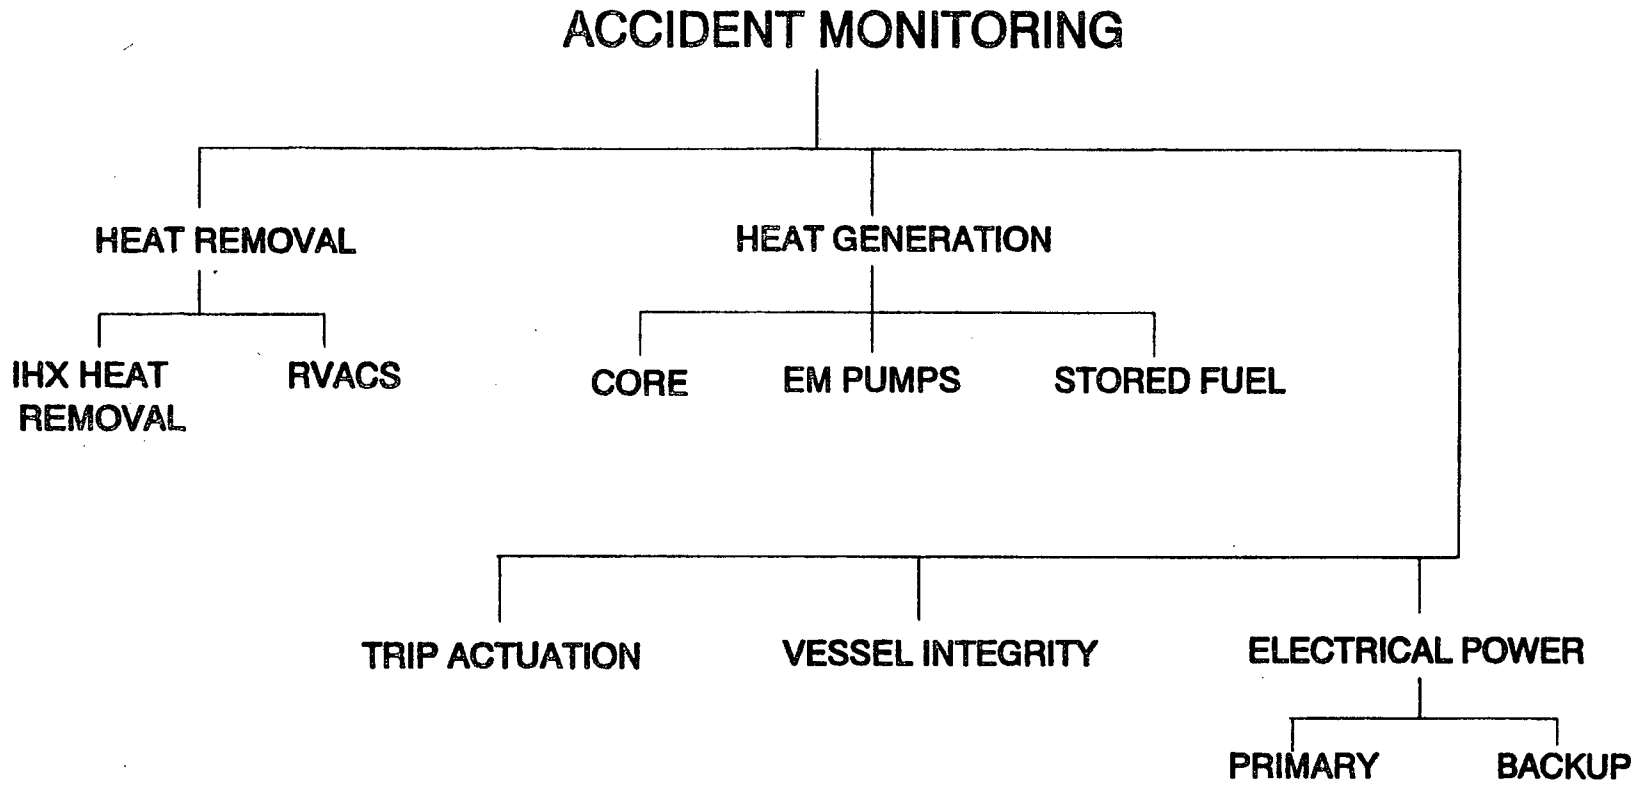 ACCIDENT MONITORING
HEAT REMOVAL
HEAT GENERATION
IHX HEAT
REMOVAL
RVACS
CORE
EM PUMPS
STORED FUEL
TRIP ACTUATION
VESSEL INTEGRITY
ELECTRICAL POWER
PRIMARY
BACKUP